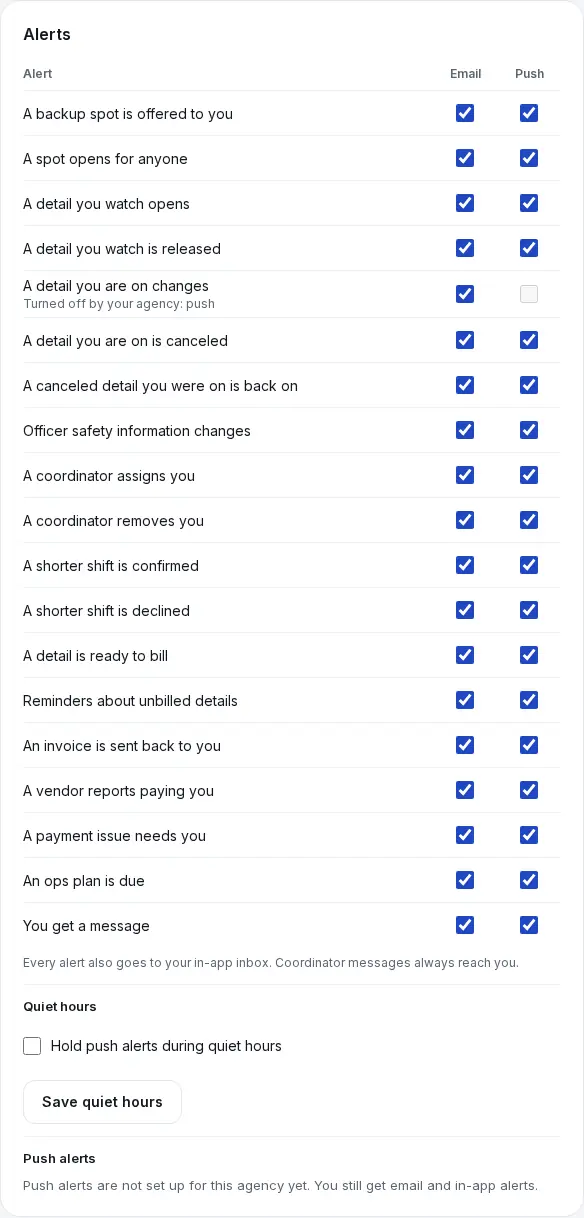 Alerts
Alert Email Push
A backup spot is offered to you
A spot opens for anyone
A detail you watch opens
A detail you watch is released
A detail you are on changes
Turned off by your agency: push
A detail you are on is canceled
A canceled detail you were on is back on
Officer safety information changes
A coordinator assigns you
A coordinator removes you
A shorter shift is confirmed
A shorter shift is declined
A detail is ready to bill
Reminders about unbilled details
An invoice is sent back to you
A vendor reports paying you
A payment issue needs you
An ops plan is due
You get a message
Every alert also goes to your in-app inbox. Coordinator messages always reach you.
Quiet hours
Hold push alerts during quiet hours
Save quiet hours
Push alerts
Push alerts are not set up for this agency yet. You still get email and in-app alerts.